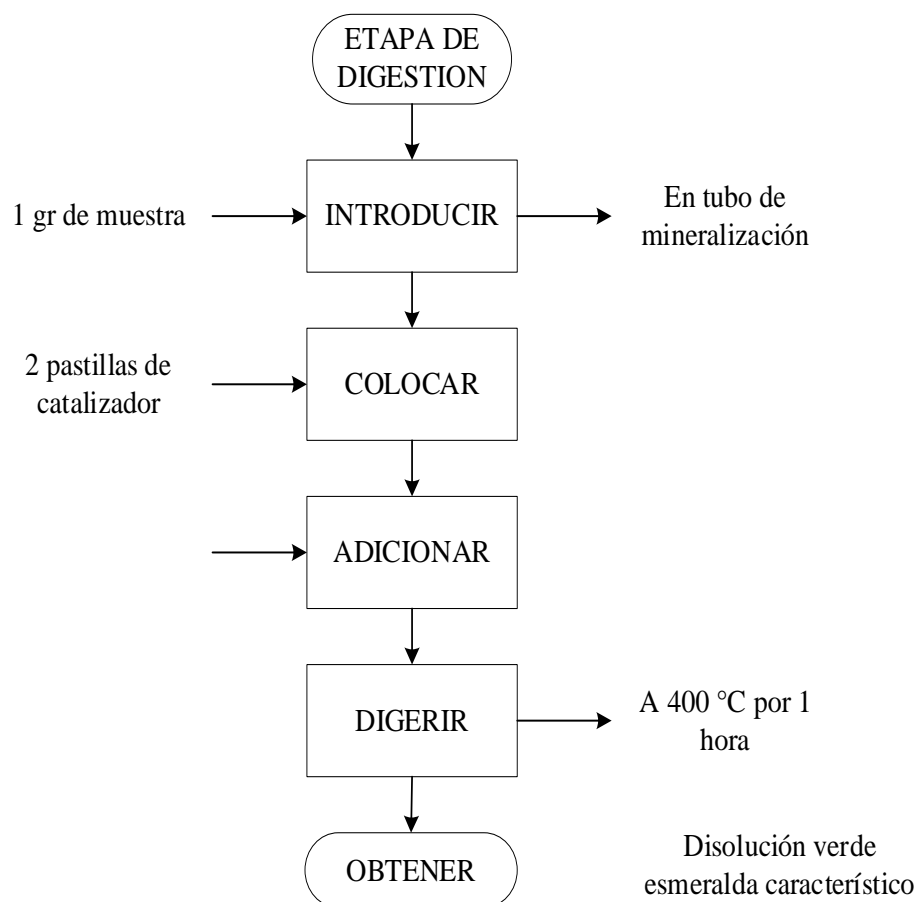 ETAPA DE
DIGESTION
1 gr de muestra
INTRODUCIR
En tubo de
mineralización
2 pastillas de
catalizador
COLOCAR
ADICIONAR
DIGERIR
A 400 °C por 1
hora
OBTENER
Disolución verde
esmeralda característico